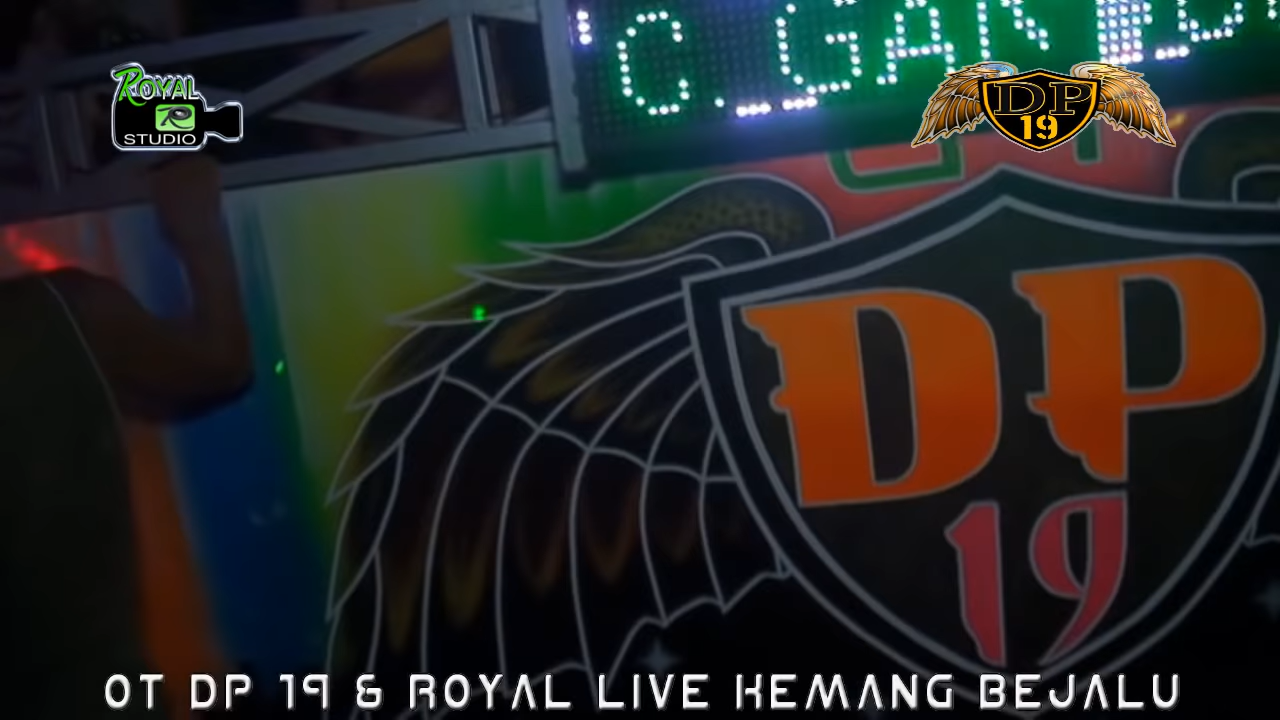 ROYAL
R
STUDIO
DP
19
DP
19
OT DP 19 & ROYAL LIVE KEMANG BEJALU